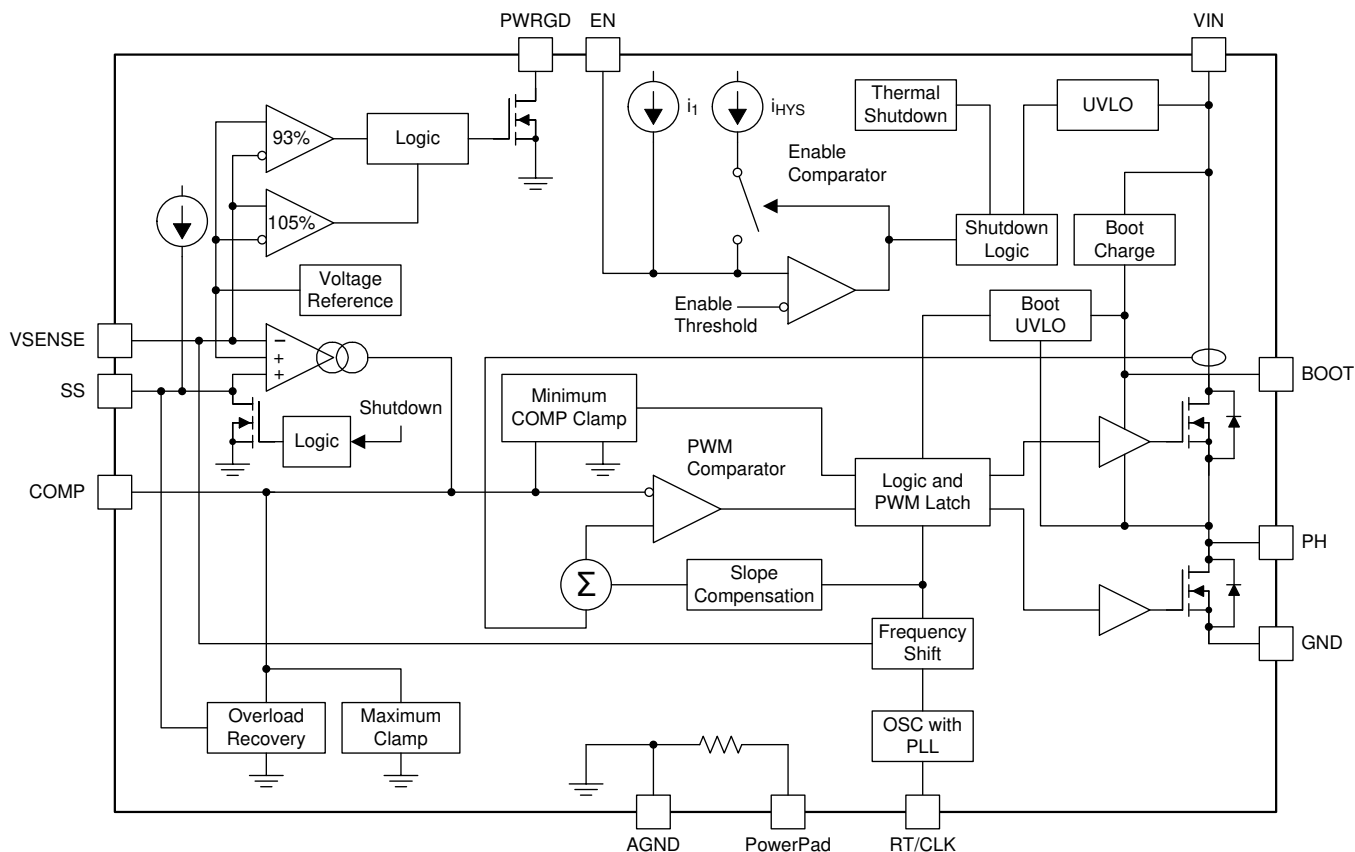 PWRGD
EN
VIN
i1
iHYS
Thermal
Shutdown
UVLO
93%
Logic
Enable
Comparator
105%
Shutdown
Logic
Boot
Charge
Voltage
Reference
Enable
Threshold
Boot
UVLO
VSENSE
−
+
+
SS
BOOT
Shutdown
Logic
Minimum
COMP Clamp
PWM
Comparator
Logic and
PWM Latch
COMP
PH
Σ
Slope
Compensation
Frequency
Shift
GND
Overload
Recovery
Maximum
Clamp
OSC with
PLL
AGND
PowerPad
RT/CLK